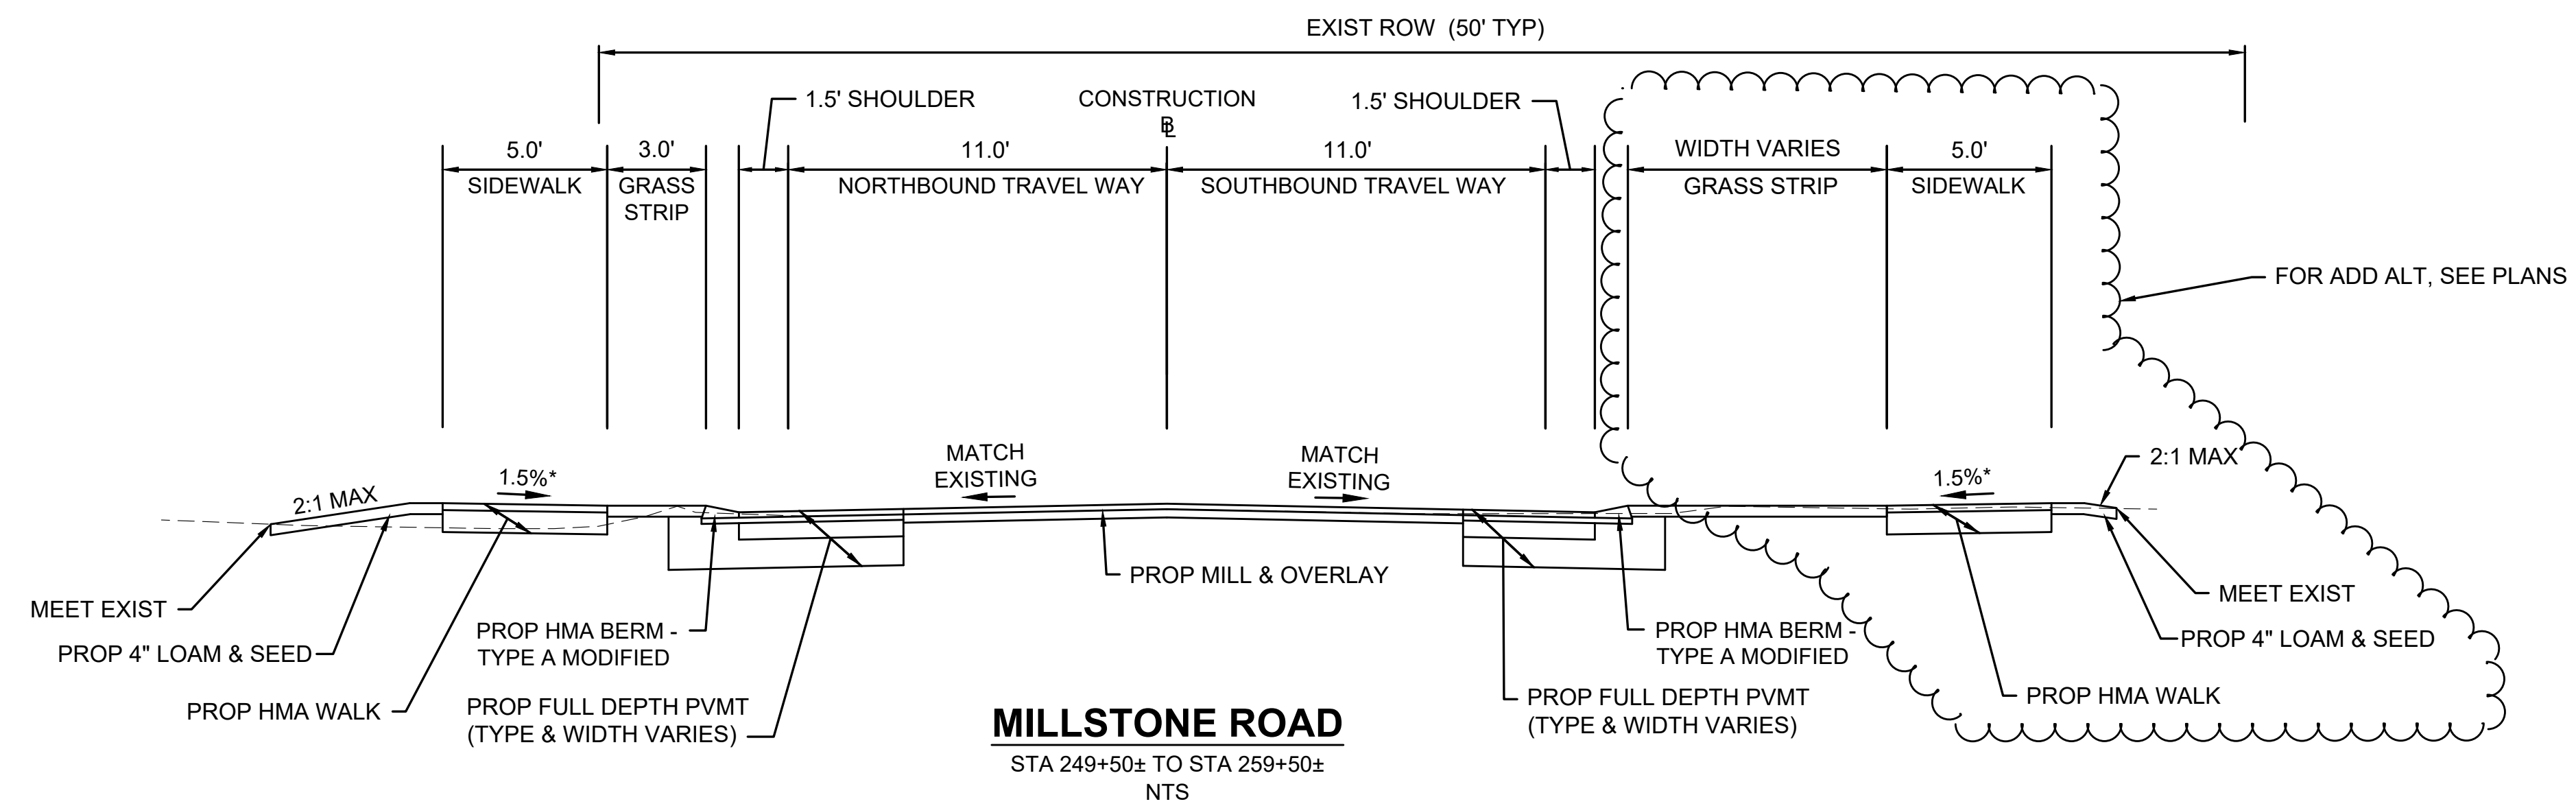 EXIST ROW (50' TYP)
1.5' SHOULDER
CONSTRUCTION
BL
1.5' SHOULDER
5.0'
SIDEWALK
3.0'
GRASS
STRIP
11.0'
NORTHBOUND TRAVEL WAY
11.0'
SOUTHBOUND TRAVEL WAY
WIDTH VARIES
GRASS STRIP
5.0'
SIDEWALK
FOR ADD ALT, SEE PLANS
2:1 MAX
1.5%*
MATCH
EXISTING
MATCH
EXISTING
1.5%*
2:1 MAX
MEET EXIST
PROP 4" LOAM & SEED
PROP HMA WALK
PROP HMA BERM -
TYPE A MODIFIED
PROP FULL DEPTH PVMT
(TYPE & WIDTH VARIES)
PROP MILL & OVERLAY
PROP HMA BERM -
TYPE A MODIFIED
PROP FULL DEPTH PVMT
(TYPE & WIDTH VARIES)
MEET EXIST
PROP 4" LOAM & SEED
PROP HMA WALK
MILLSTONE ROAD
STA 249+50± TO STA 259+50±
NTS